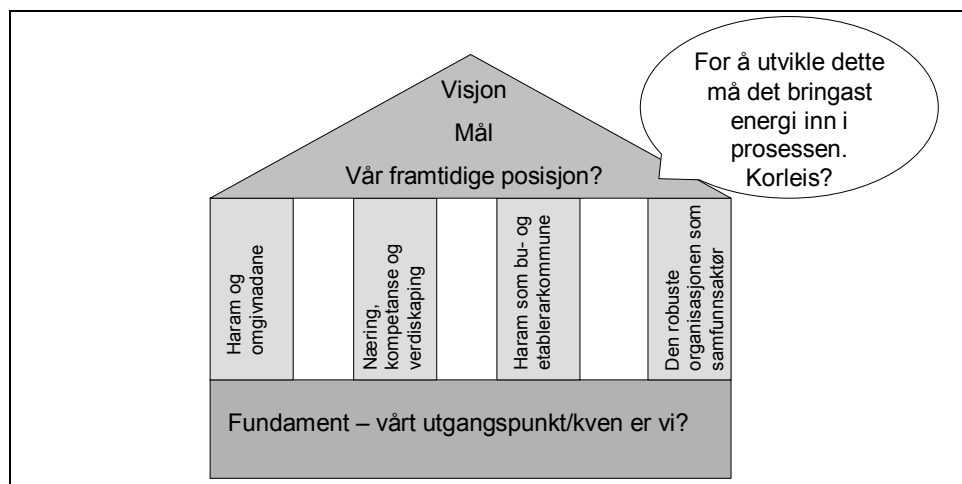 For å utvikle dette
må det bringast
energi inn i
prosessen.
Korleis?
Visjon
Mål
Vår framtidige posisjon?
Haram og
omgivnadane
Næring,
kompetanse og
verdiskaping
Haram som bu- og
etablerarkommune
Den robuste
organisasjonen som
samfunnsaktør
Fundament – vårt utgangspunkt/kven er vi?